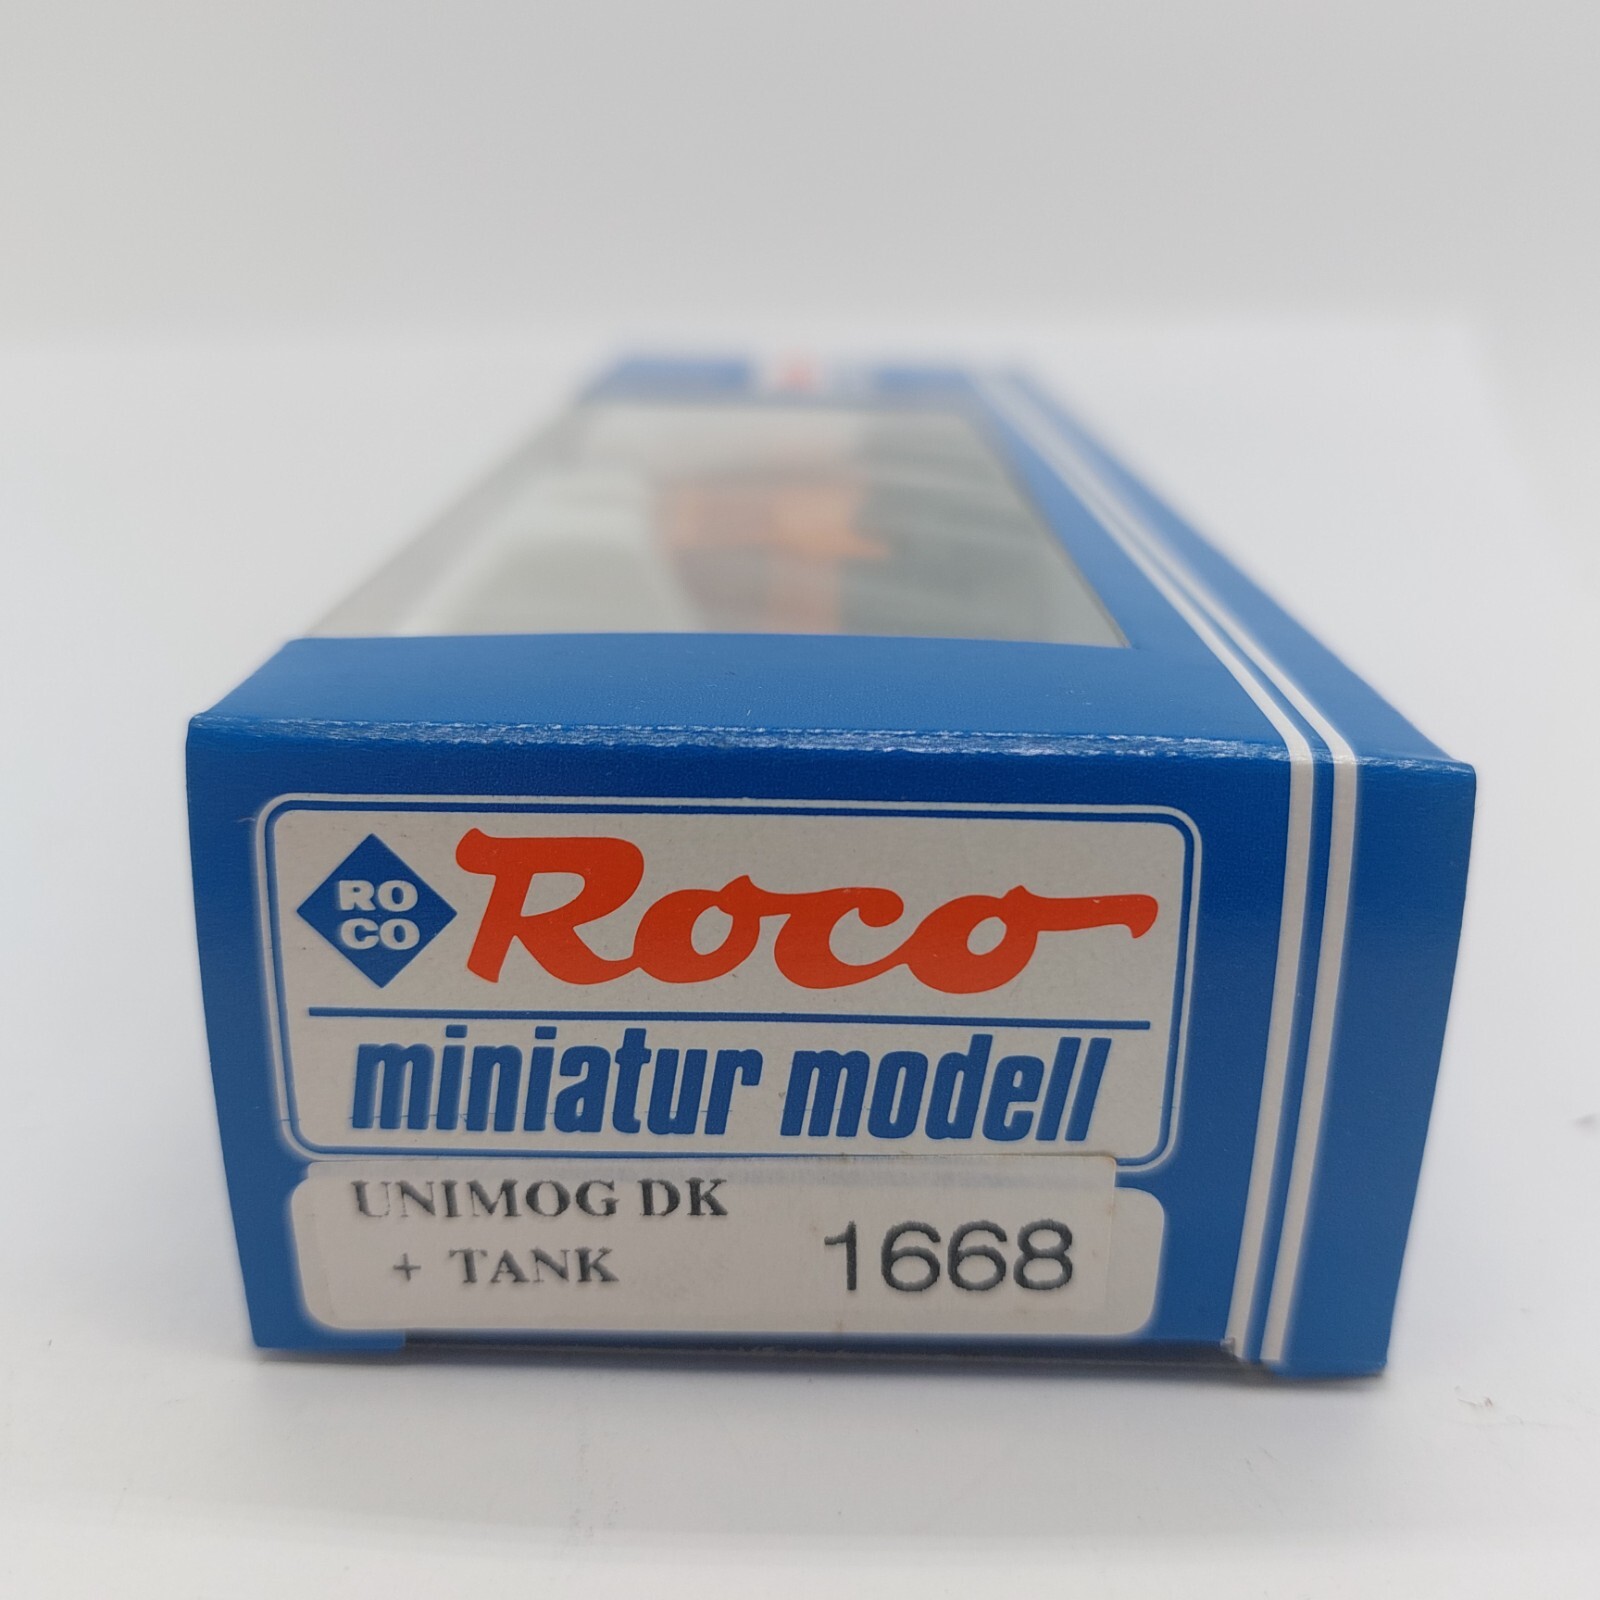 RO
CO
Roco
miniatur modell
UNIMOG DK
+ TANK
1668